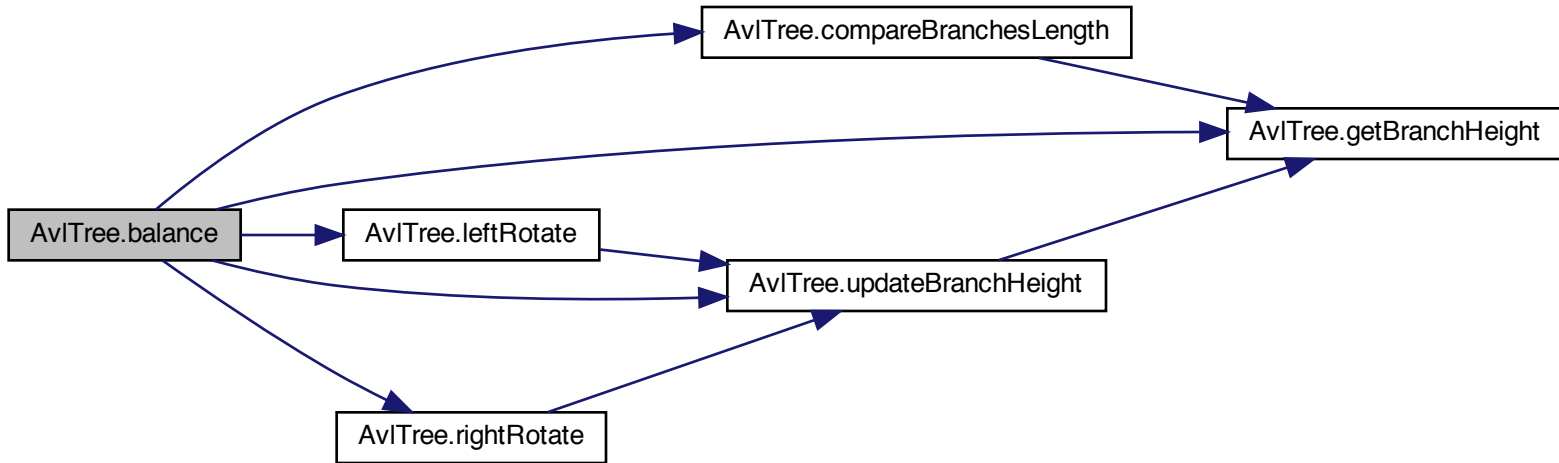 AvlTree.compareBranchesLength
AvlTree.getBranchHeight
AvlTree.balance
AvlTree.leftRotate
AvlTree.updateBranchHeight
AvlTree.rightRotate